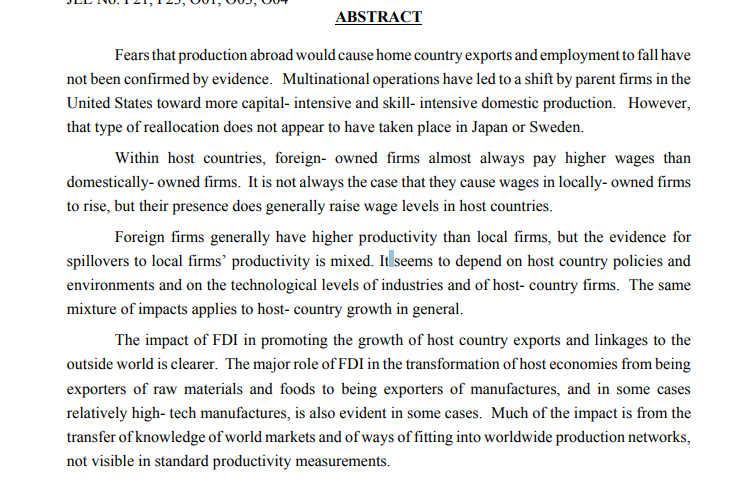 JEL No. F21, F23, O01, O03, O04
ABSTRACT
Fears that production abroad would cause home country exports and employment to fall have
not been confirmed by evidence. Multinational operations have led to a shift by parent firms in the
United States toward more capital- intensive and skill- intensive domestic production. However,
that type of reallocation does not appear to have taken place in Japan or Sweden.
Within host countries, foreign- owned firms almost always pay higher wages than
domestically- owned firms. It is not always the case that they cause wages in locally- owned firms
to rise, but their presence does generally raise wage levels in host countries.
Foreign firms generally have higher productivity than local firms, but the evidence for
spillovers to local firms’ productivity is mixed. It seems to depend on host country policies and
environments and on the technological levels of industries and of host- country firms. The same
mixture of impacts applies to host- country growth in general.
The impact of FDI in promoting the growth of host country exports and linkages to the
outside world is clearer. The major role of FDI in the transformation of host economies from being
exporters of raw materials and foods to being exporters of manufactures, and in some cases
relatively high- tech manufactures, is also evident in some cases. Much of the impact is from the
transfer of knowledge of world markets and of ways of fitting into worldwide production networks,
not visible in standard productivity measurements.